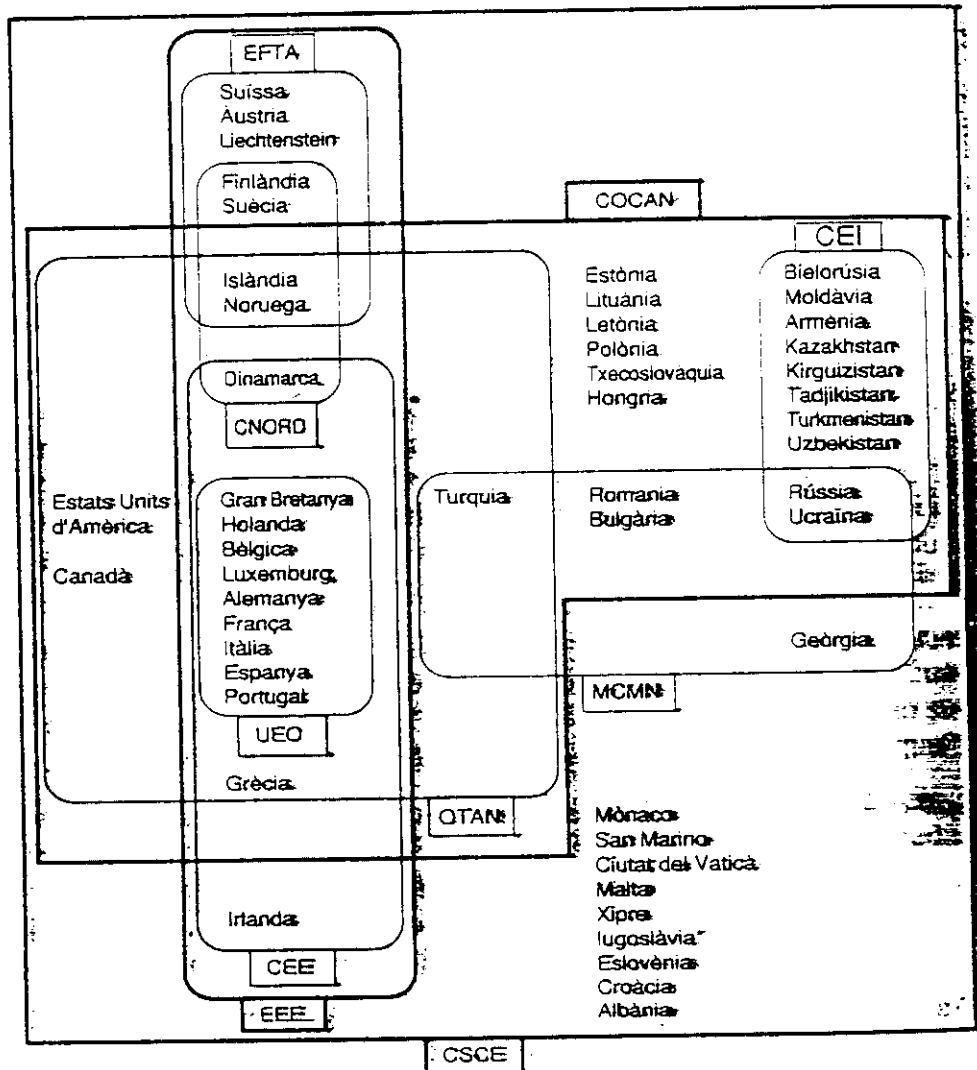 EFTA
Suíssa
Àustria
Liechtenstein
Finlàndia
Suècia
COCAN
CEI
Islàndia
Noruega
Estònia
Lituània
Letònia
Polònia
Txecoslovàquia
Hongria
Bielorúsia
Moldàvia
Armènia
Kazakhstan
Kirguizistan
Tadjikistan
Turkmenistan
Uzbekistan
Dinamarca
CNORD
Estats Units
d'Amèrica
Canadà
Gran Bretanya
Holanda
Bèlgica
Luxemburg
Alemanya
França
Itàlia
Espanya
Portugal
UEO
Turquia
Romania
Bulgària
Rússia
Ucraïna
Geòrgia
MCMN
Grècia
OTAN
Mònaco
San Marino
Ciutat del Vaticà
Malta
Xipre
Iugoslàvia*
Eslovènia
Croàcia
Albània
Irlanda
CEE
EEE
CSCE